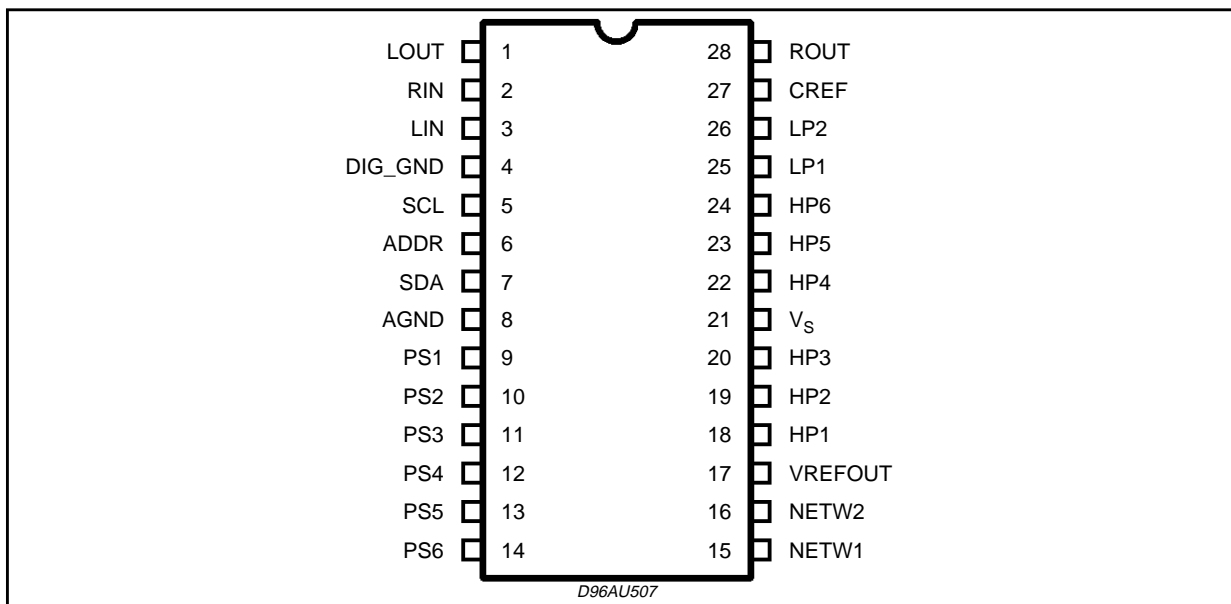 LOUT 1 28 ROUT
RIN 2 27 CREF
LIN 3 26 LP2
DIG_GND 4 25 LP1
SCL 5 24 HP6
ADDR 6 23 HP5
SDA 7 22 HP4
AGND 8 21 VS
PS1 9 20 HP3
PS2 10 19 HP2
PS3 11 18 HP1
PS4 12 17 VREFOUT
PS5 13 16 NETW2
PS6 14 15 NETW1
D96AU507